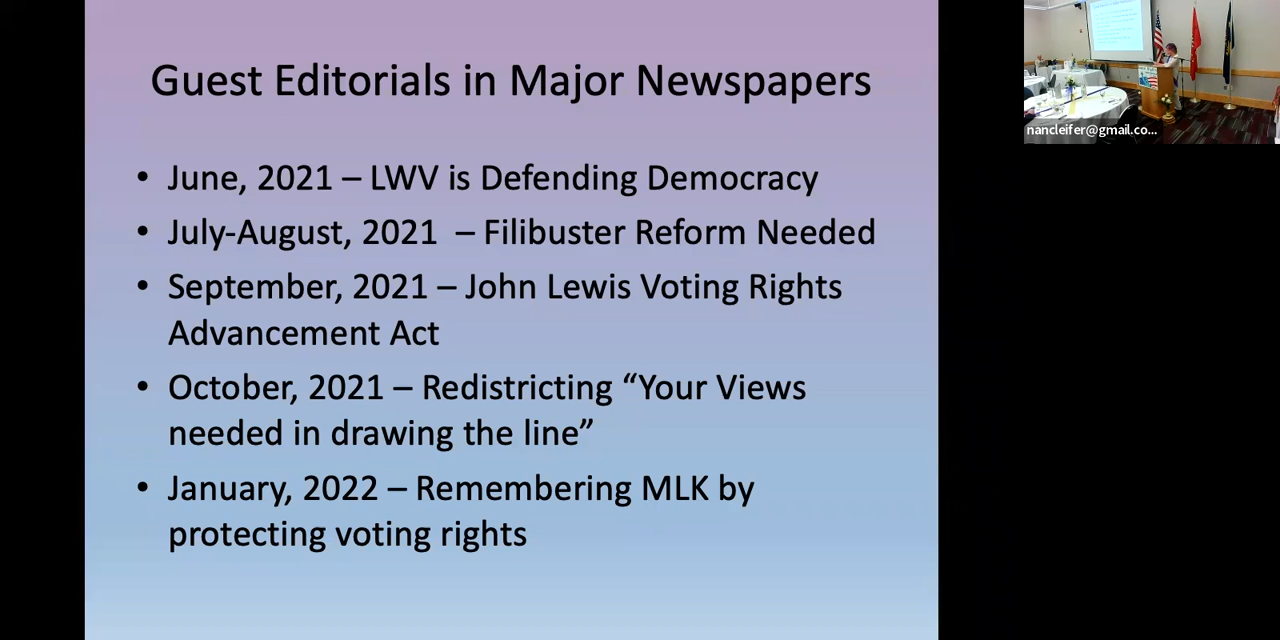 Guest Editorials in Major Newspapers
• June, 2021 – LWV is Defending Democracy
• July-August, 2021 – Filibuster Reform Needed
• September, 2021 – John Lewis Voting Rights
Advancement Act
• October, 2021 – Redistricting “Your Views
needed in drawing the line”
• January, 2022 – Remembering MLK by
protecting voting rights
nancleifer@gmail.co...